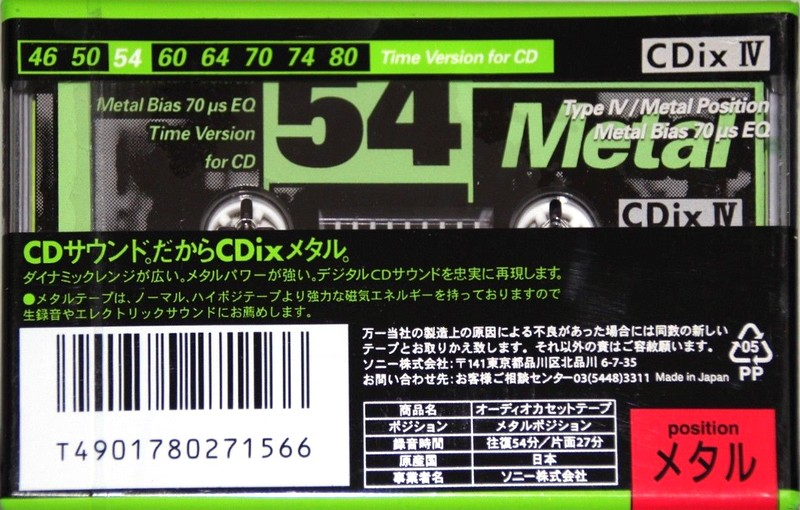 46 50 54 60 64 70 74 80 Time Version for CD
CDix Ⅳ
Metal Bias 70 μs EQ
Time Version
for CD
54
Metal
Type Ⅳ/Metal Position
Metal Bias 70 μs EQ
CDix Ⅳ
CDサウンド。だからCDixメタル。
ダイナミックレンジが広い。メタルパワーが強い。デジタルCDサウンドを忠実に再現します。
●メタルテープは、ノーマル、ハイポジテープより強力な磁気エネルギーを持っておりますので
生録音やエレクトリックサウンドにお薦めします。
T4901780271566
万一当社の製造上の原因による不良があった場合には同数の新しい
テープとお取りかえ致します。それ以外の責はご容赦願います。
ソニー株式会社:〒141東京都品川区北品川 6-7-35
お問い合わせ先:お客様ご相談センター03(5448)3311 Made in Japan
05
PP
商品名 オーディオカセットテープ
ポジション メタルポジション
録音時間 往復54分/片面27分
原産国 日本
事業者名 ソニー株式会社
position
メタル